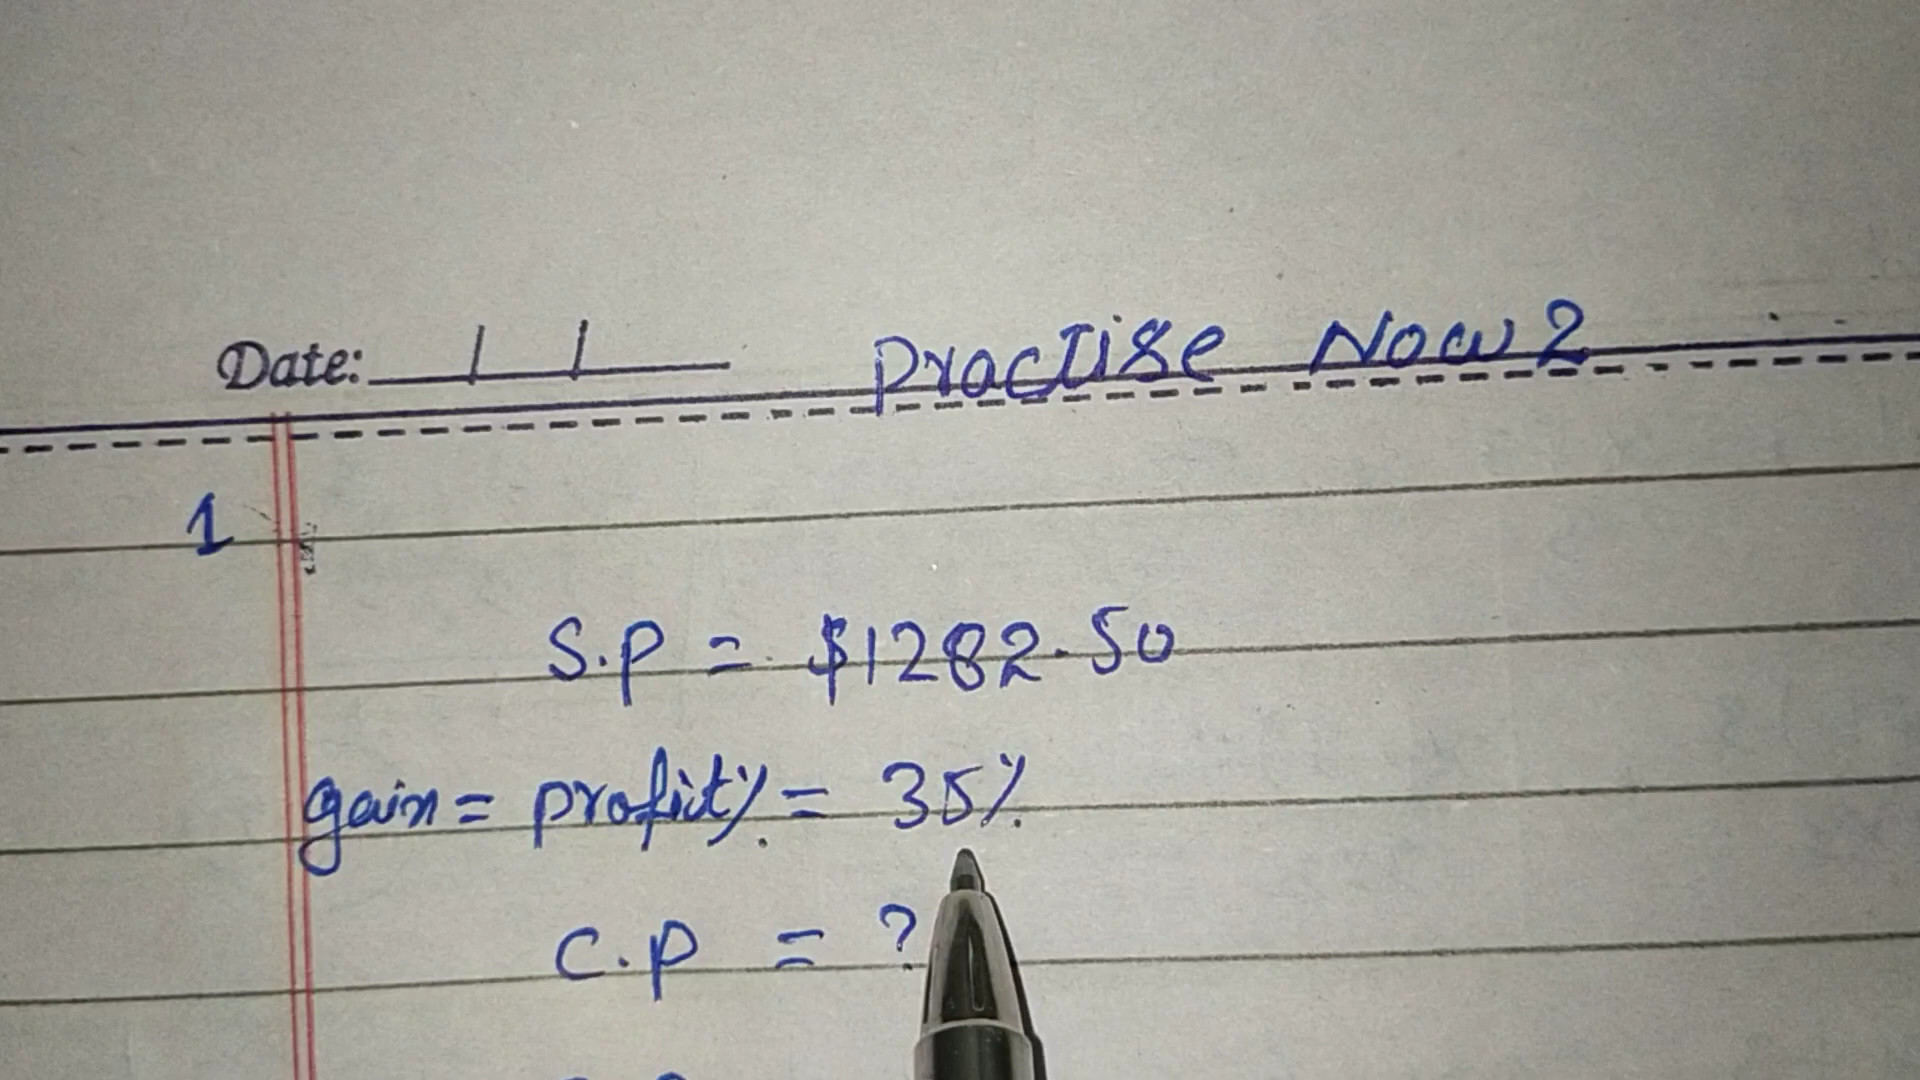 Date: / / Practise Now 2
1
S.P = $1282.50
gain = profit% = 35%
C.P = ?